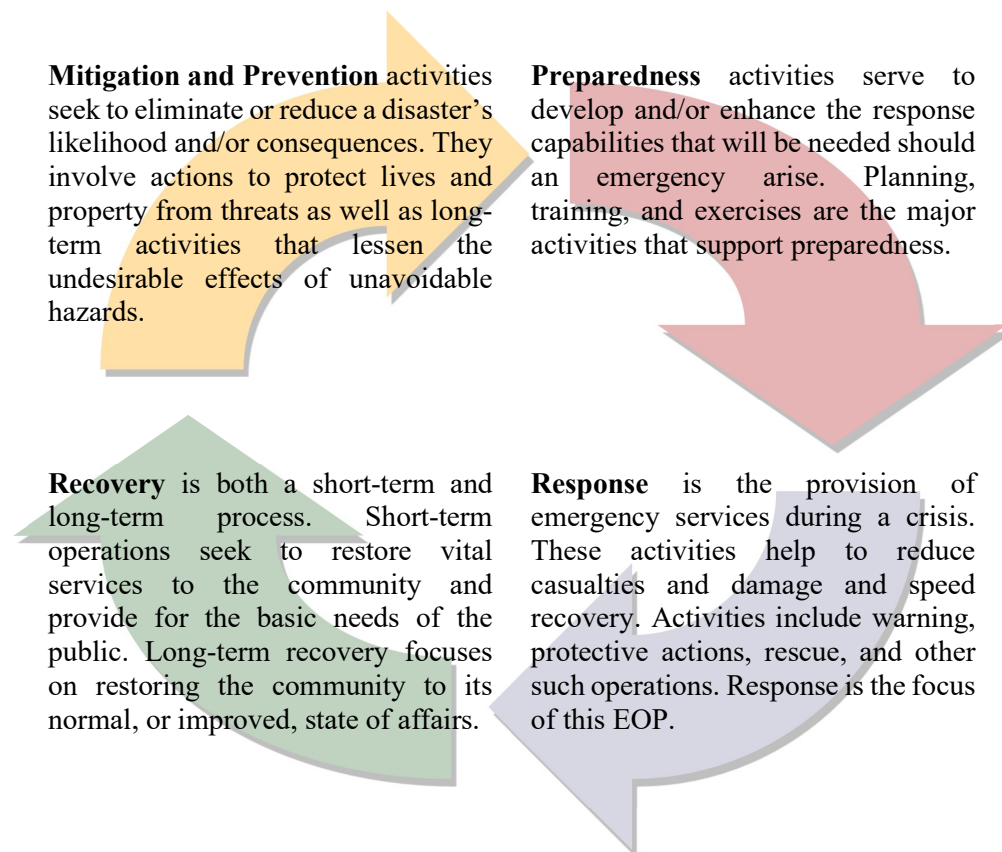 Mitigation and Prevention activities
seek to eliminate or reduce a disaster’s
likelihood and/or consequences. They
involve actions to protect lives and
property from threats as well as long-
term activities that lessen the
undesirable effects of unavoidable
hazards.
Preparedness activities serve to
develop and/or enhance the response
capabilities that will be needed should
an emergency arise. Planning,
training, and exercises are the major
activities that support preparedness.
Recovery is both a short-term and
long-term process. Short-term
operations seek to restore vital
services to the community and
provide for the basic needs of the
public. Long-term recovery focuses
on restoring the community to its
normal, or improved, state of affairs.
Response is the provision of
emergency services during a crisis.
These activities help to reduce
casualties and damage and speed
recovery. Activities include warning,
protective actions, rescue, and other
such operations. Response is the focus
of this EOP.